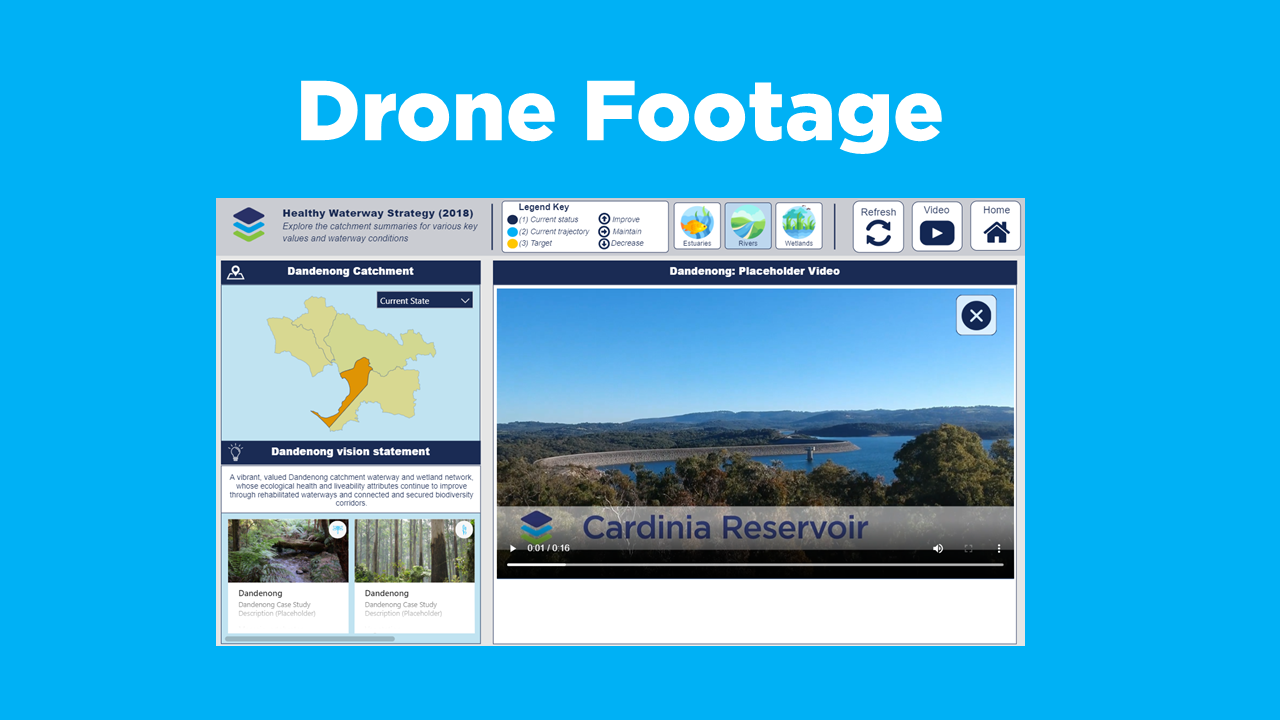 Drone Footage
Healthy Waterway Strategy (2018)
Explore the catchment summaries for various key
values and waterway conditions
Legend Key
(1) Current status
Improve
(2) Current trajectory
Maintain
(3) Target
Decrease
Estuaries
Rivers
Wetlands
Refresh
Video
Home
Dandenong Catchment
Current State
Dandenong vision statement
A vibrant, valued Dandenong catchment waterway and wetland network,
whose ecological health and liveability attributes continue to improve
through rehabilitated waterways and connected and secured biodiversity
corridors.
Dandenong
Dandenong Case Study
Description (Placeholder)
Dandenong
Dandenong Case Study
Description (Placeholder)
Dandenong: Placeholder Video
Cardinia Reservoir
0:01 / 0:16